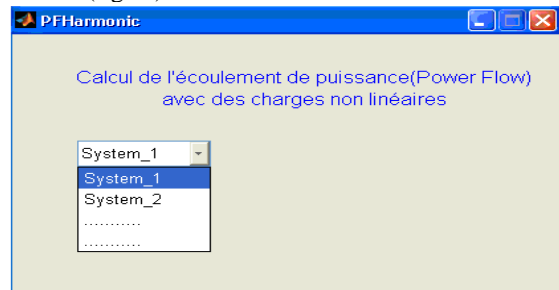 PFHarmonic
Calcul de l'écoulement de puissance(Power Flow)
avec des charges non linéaires
System_1
System_1
System_2
...........
...........